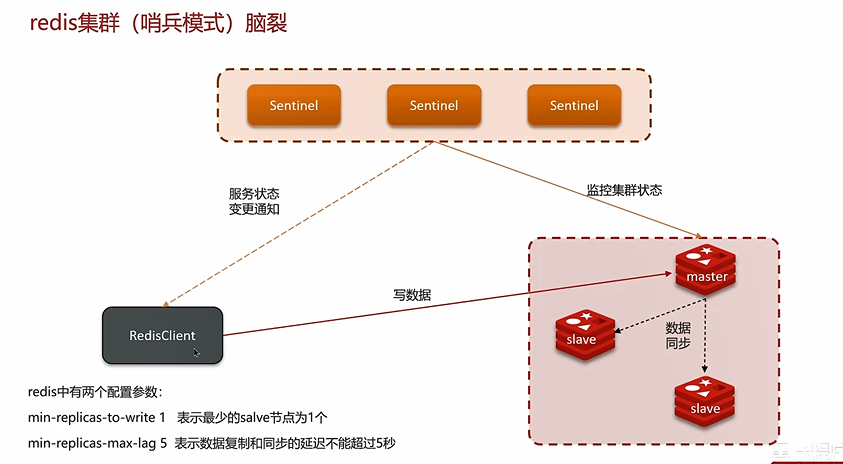 redis集群（哨兵模式）脑裂
Sentinel
Sentinel
Sentinel
服务状态
变更通知
监控集群状态
master
写数据
RedisClient
slave
数据
同步
slave
redis中有两个配置参数：
min-replicas-to-write 1 表示最少的salve节点为1个
min-replicas-max-lag 5 表示数据复制和同步的延迟不能超过5秒